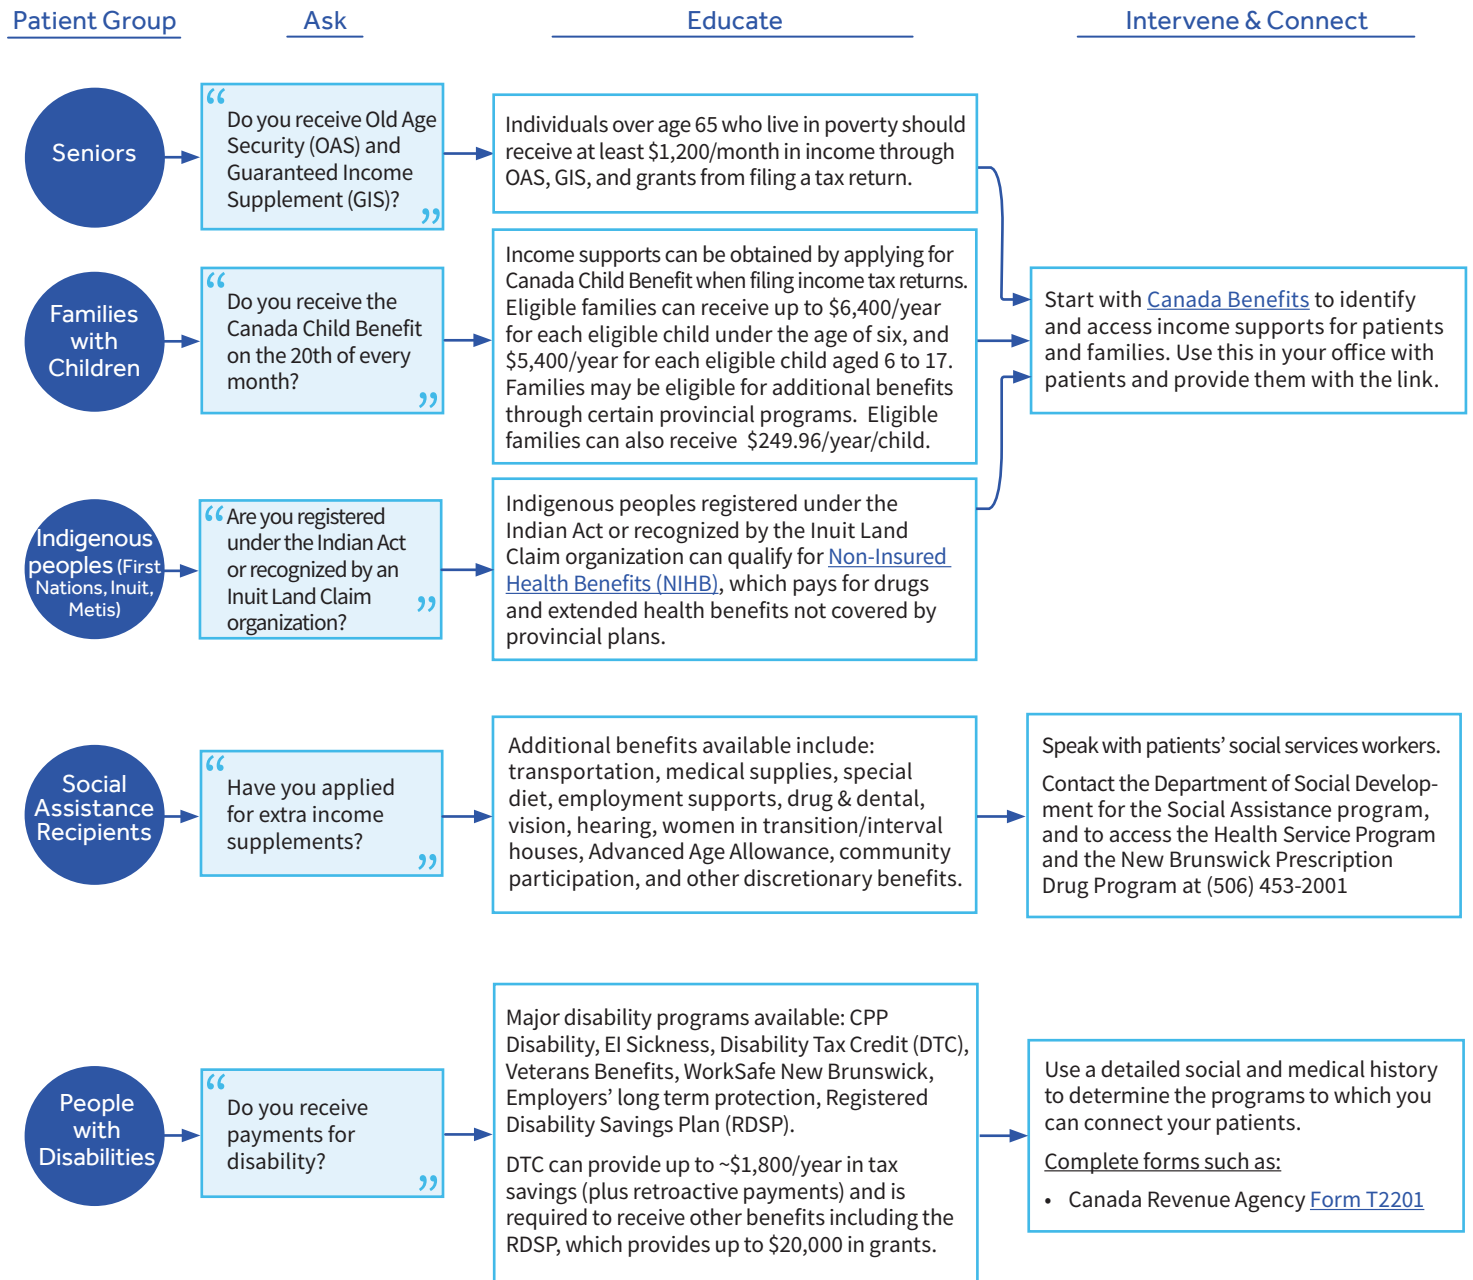 Patient Group
Ask
Educate
Intervene & Connect
Seniors
“
Do you receive Old Age
Security (OAS) and
Guaranteed Income
Supplement (GIS)?
”
Individuals over age 65 who live in poverty should
receive at least $1,200/month in income through
OAS, GIS, and grants from filing a tax return.
Families
with
Children
“
Do you receive the
Canada Child Benefit
on the 20th of every
month?
”
Income supports can be obtained by applying for
Canada Child Benefit when filing income tax returns.
Eligible families can receive up to $6,400/year
for each eligible child under the age of six, and
$5,400/year for each eligible child aged 6 to 17.
Families may be eligible for additional benefits
through certain provincial programs.  Eligible
families can also receive  $249.96/year/child.
Start with Canada Benefits to identify
and access income supports for patients
and families. Use this in your office with
patients and provide them with the link.
Indigenous
peoples (First
Nations, Inuit,
Metis)
“ Are you registered
under the Indian Act
or recognized by an
Inuit Land Claim
organization? ”
Indigenous peoples registered under the
Indian Act or recognized by the Inuit Land
Claim organization can qualify for Non-Insured
Health Benefits (NIHB), which pays for drugs
and extended health benefits not covered by
provincial plans.
Social
Assistance
Recipients
“
Have you applied
for extra income
supplements?
”
Additional benefits available include:
transportation, medical supplies, special
diet, employment supports, drug & dental,
vision, hearing, women in transition/interval
houses, Advanced Age Allowance, community
participation, and other discretionary benefits.
Speak with patients’ social services workers.
Contact the Department of Social Develop-
ment for the Social Assistance program,
and to access the Health Service Program
and the New Brunswick Prescription
Drug Program at (506) 453-2001
People
with
Disabilities
“
Do you receive
payments for
disability?
”
Major disability programs available: CPP
Disability, EI Sickness, Disability Tax Credit (DTC),
Veterans Benefits, WorkSafe New Brunswick,
Employers’ long term protection, Registered
Disability Savings Plan (RDSP).
DTC can provide up to ~$1,800/year in tax
savings (plus retroactive payments) and is
required to receive other benefits including the
RDSP, which provides up to $20,000 in grants.
Use a detailed social and medical history
to determine the programs to which you
can connect your patients.
Complete forms such as:
• Canada Revenue Agency Form T2201